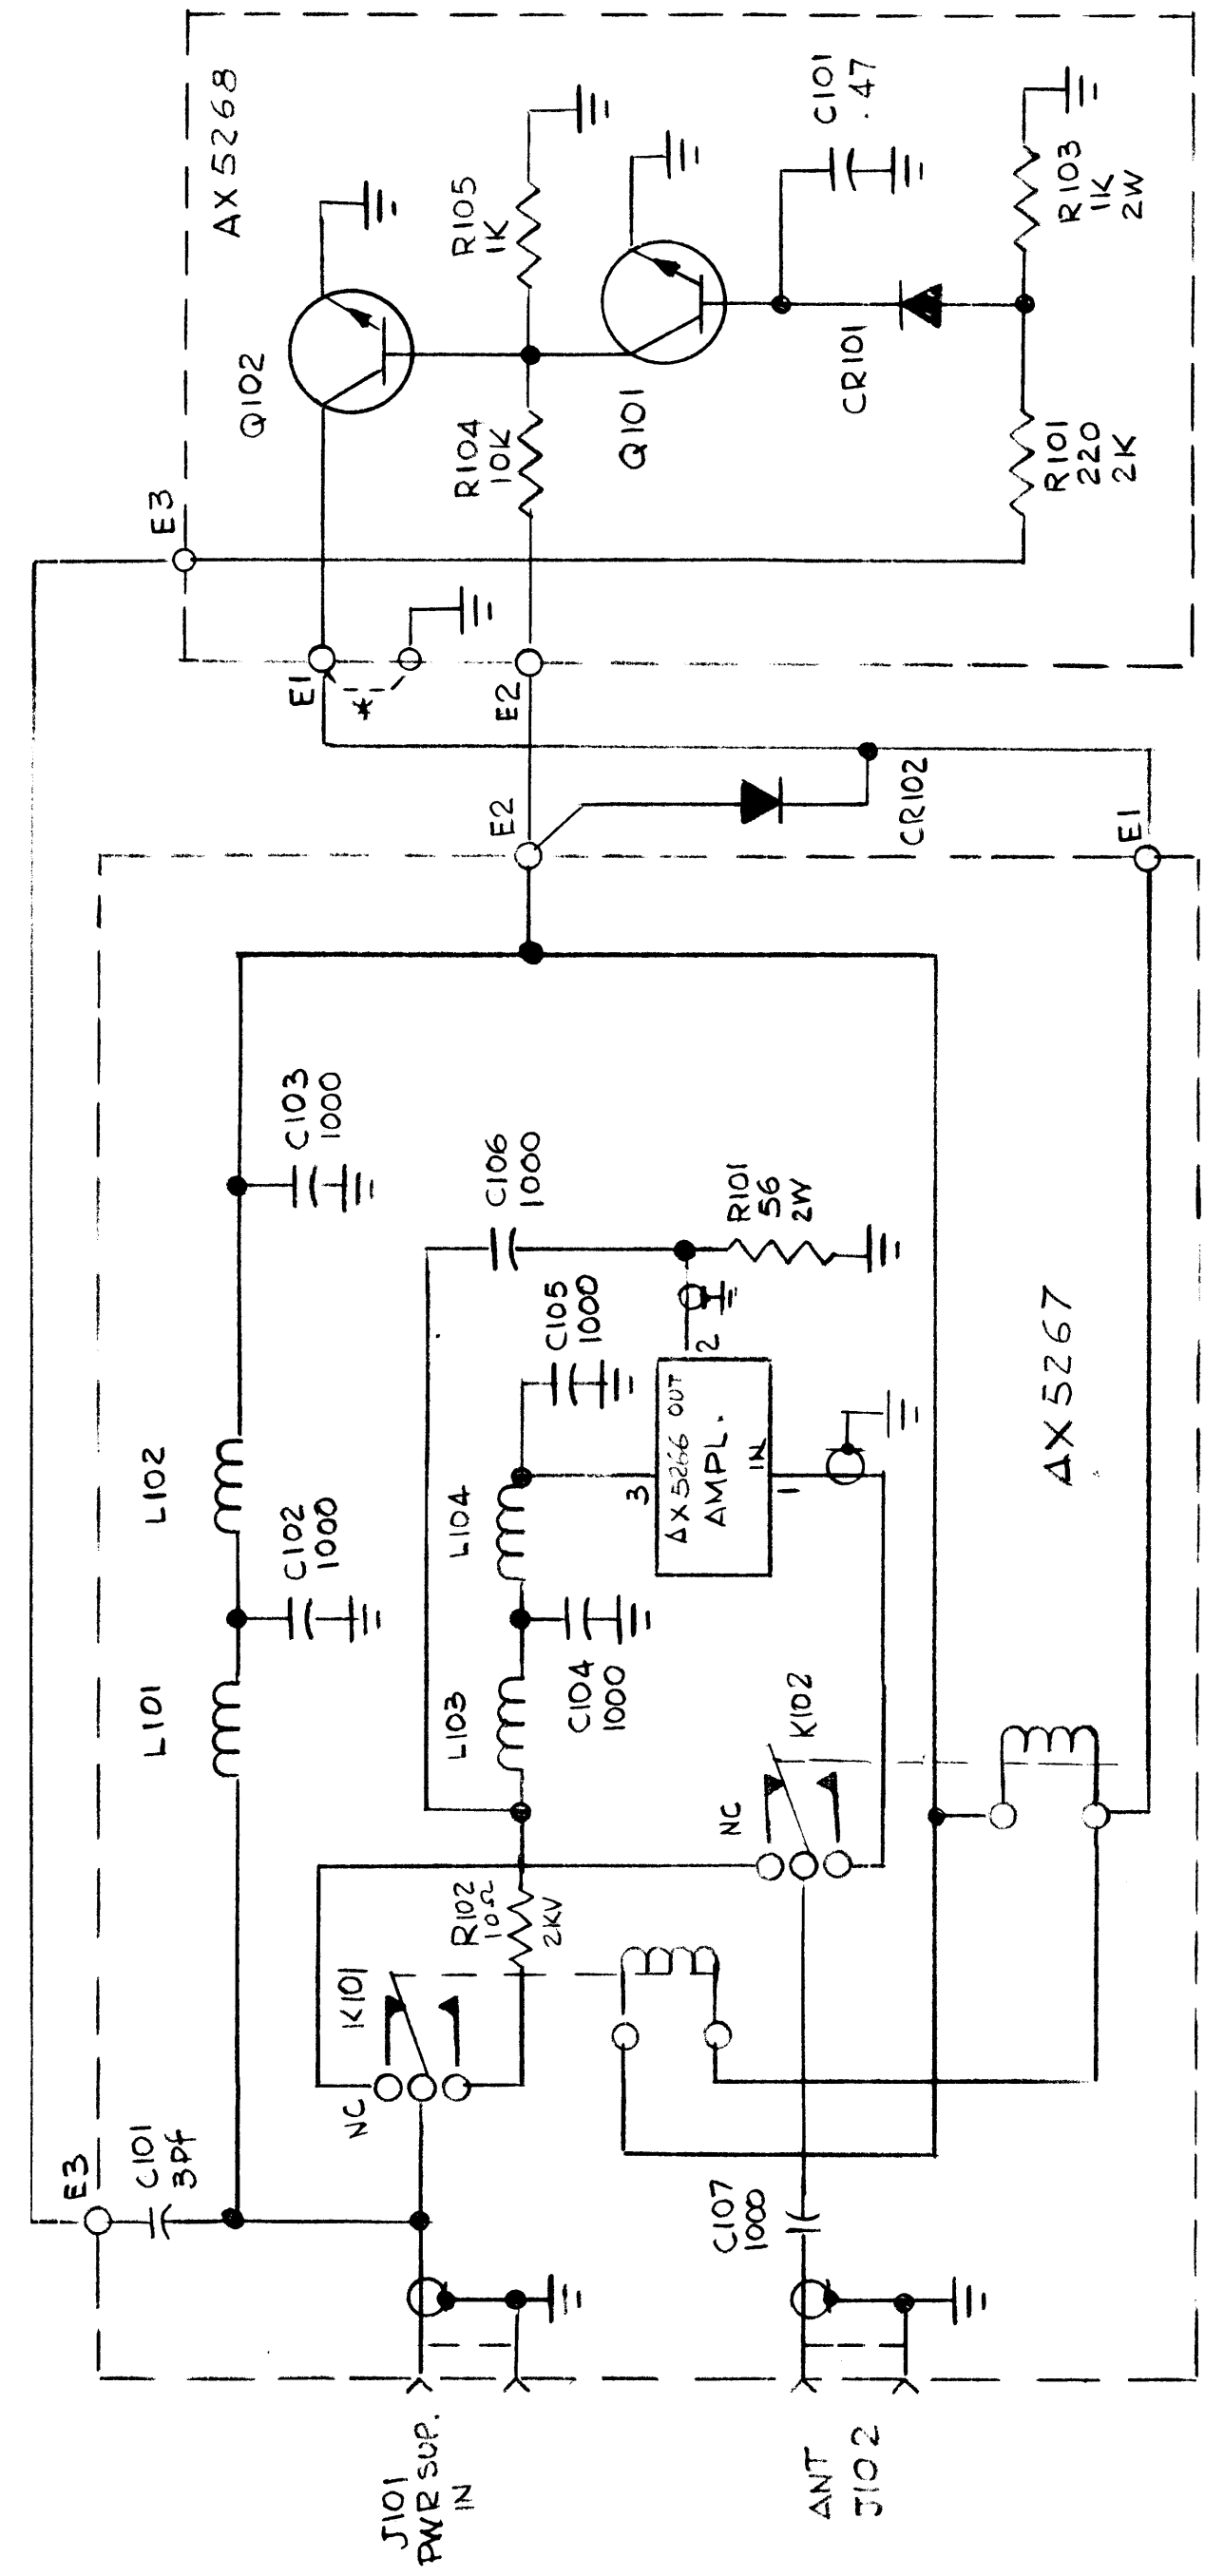 AX5268
Q102
R105
1K
C101
.47
R103
1K
2W
R104
10K
Q101
CR101
R101
220
2K
E3
E1
*
E2
E2
CR102
E1
C103
1000
C106
1000
R101
56
2W
C105
1000
L102
C102
1000
L104
3
AX5266 OUT
AMPL.
IN
2
1
AX5267
L101
L103
C104
1000
K102
NC
R102
10Ω
2KV
K101
NC
E3
C101
3Pf
C107
1000
J101
PWR SUP.
IN
ANT
J102